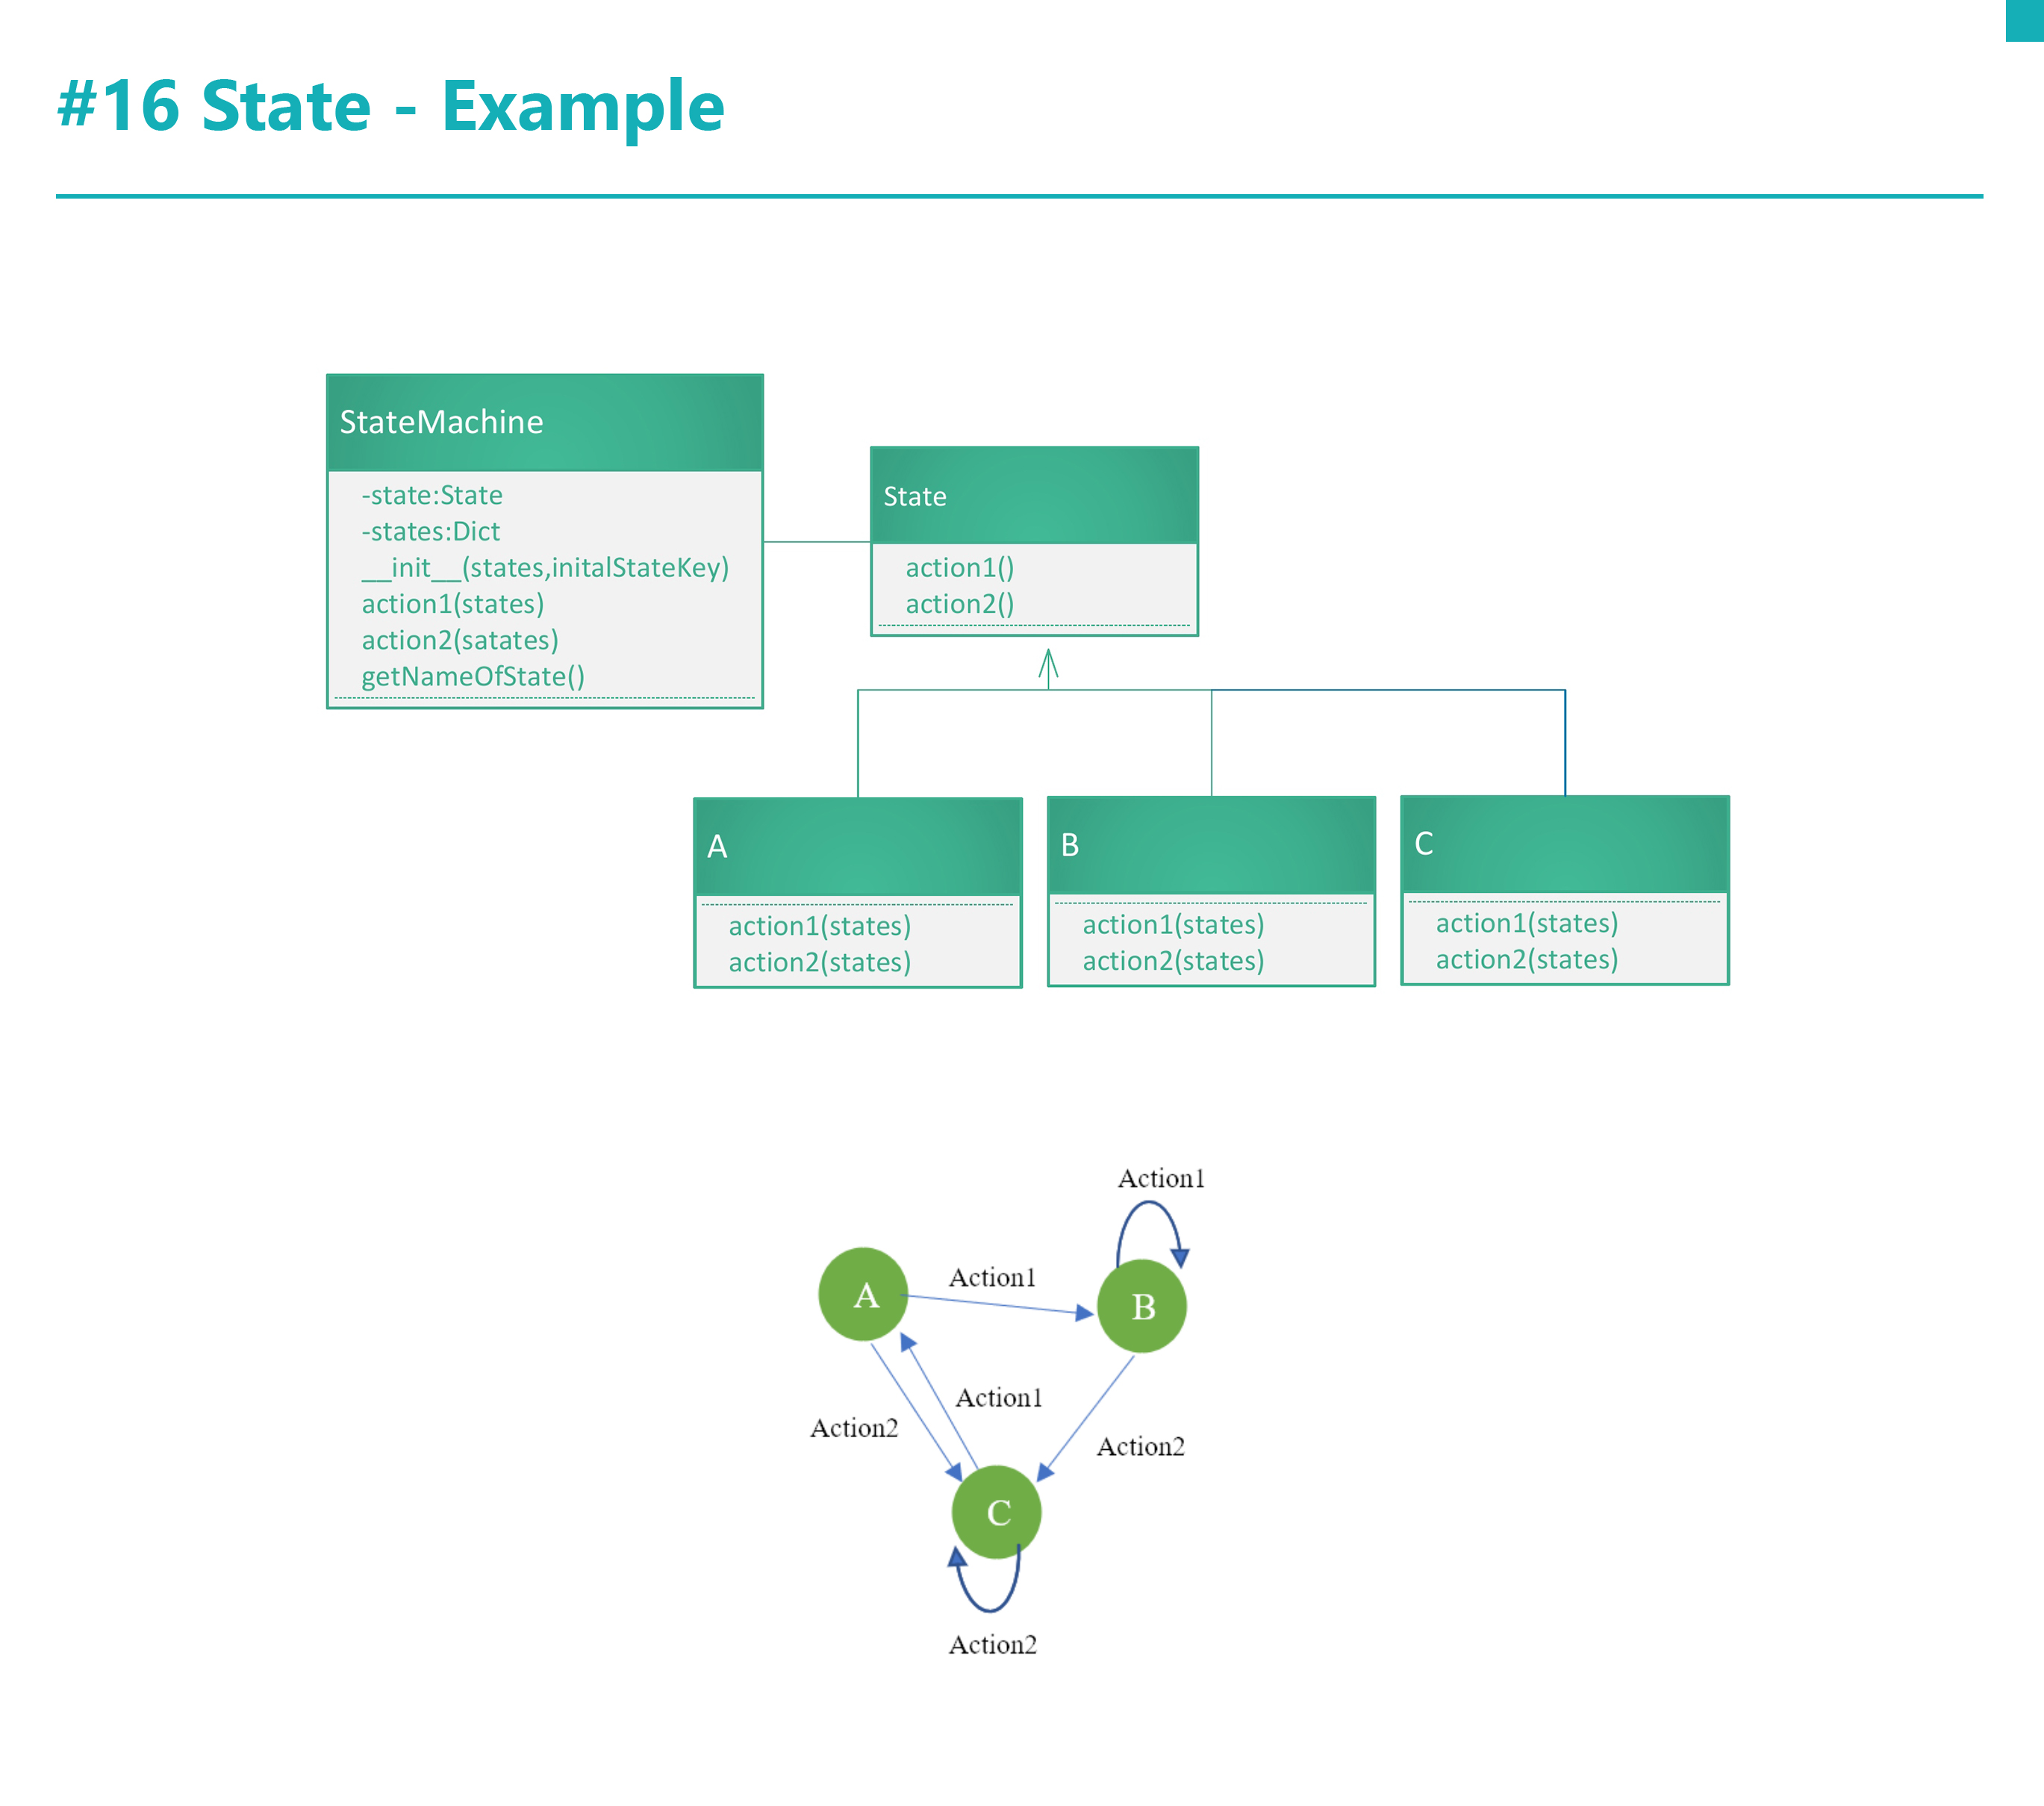 #16 State - Example
StateMachine
-state:State
-states:Dict
__init__(states,initalStateKey)
action1(states)
action2(satates)
getNameOfState()
State
action1()
action2()
A
action1(states)
action2(states)
B
action1(states)
action2(states)
C
action1(states)
action2(states)
Action1
A
Action1
B
Action1
Action2
Action2
C
Action2